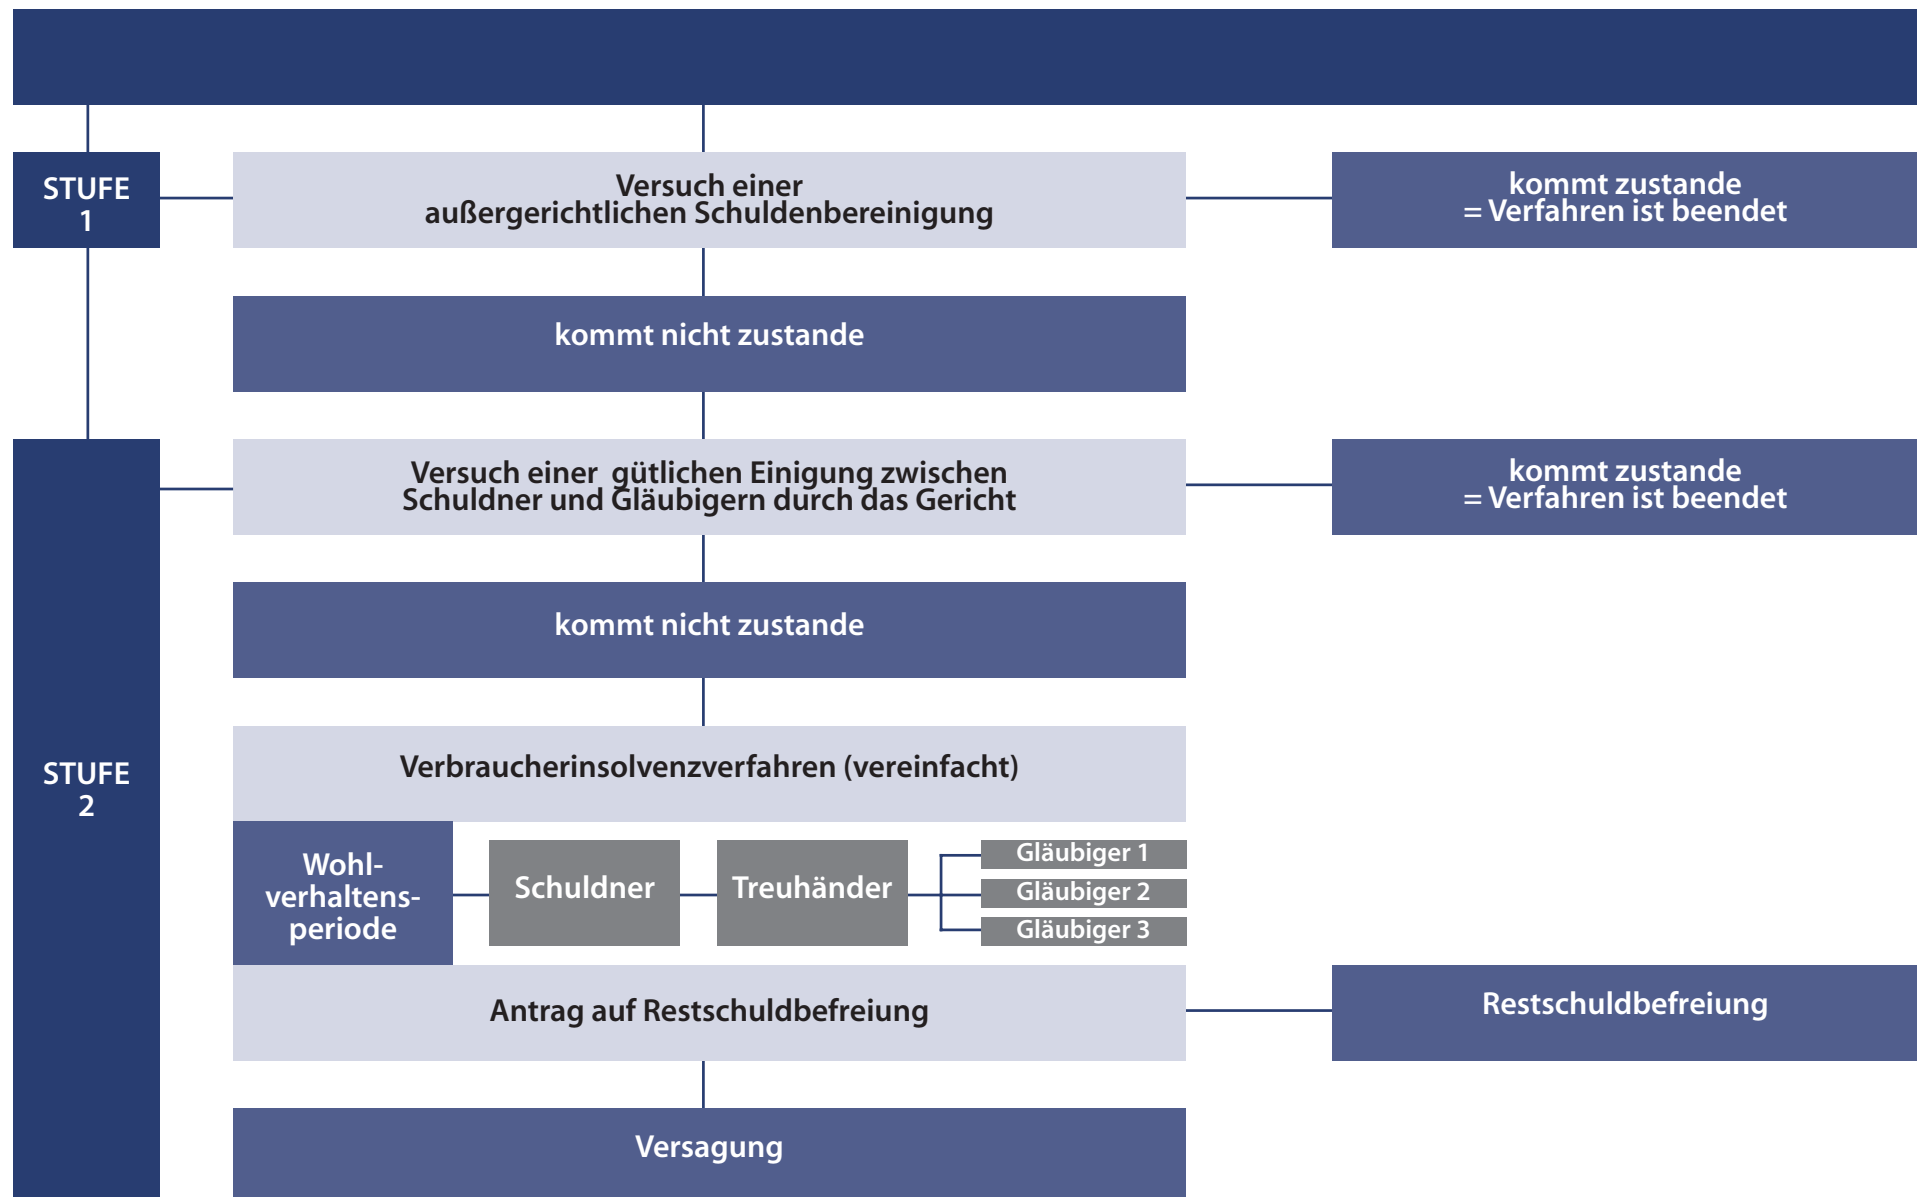 STUFE
1
Versuch einer
außergerichtlichen Schuldenbereinigung
kommt zustande
= Verfahren ist beendet
kommt nicht zustande
STUFE
2
Versuch einer gütlichen Einigung zwischen
Schuldner und Gläubigern durch das Gericht
kommt zustande
= Verfahren ist beendet
kommt nicht zustande
Verbraucherinsolvenzverfahren (vereinfacht)
Wohl-
verhaltens-
periode
Schuldner
Treuhänder
Gläubiger 1
Gläubiger 2
Gläubiger 3
Antrag auf Restschuldbefreiung
Restschuldbefreiung
Versagung